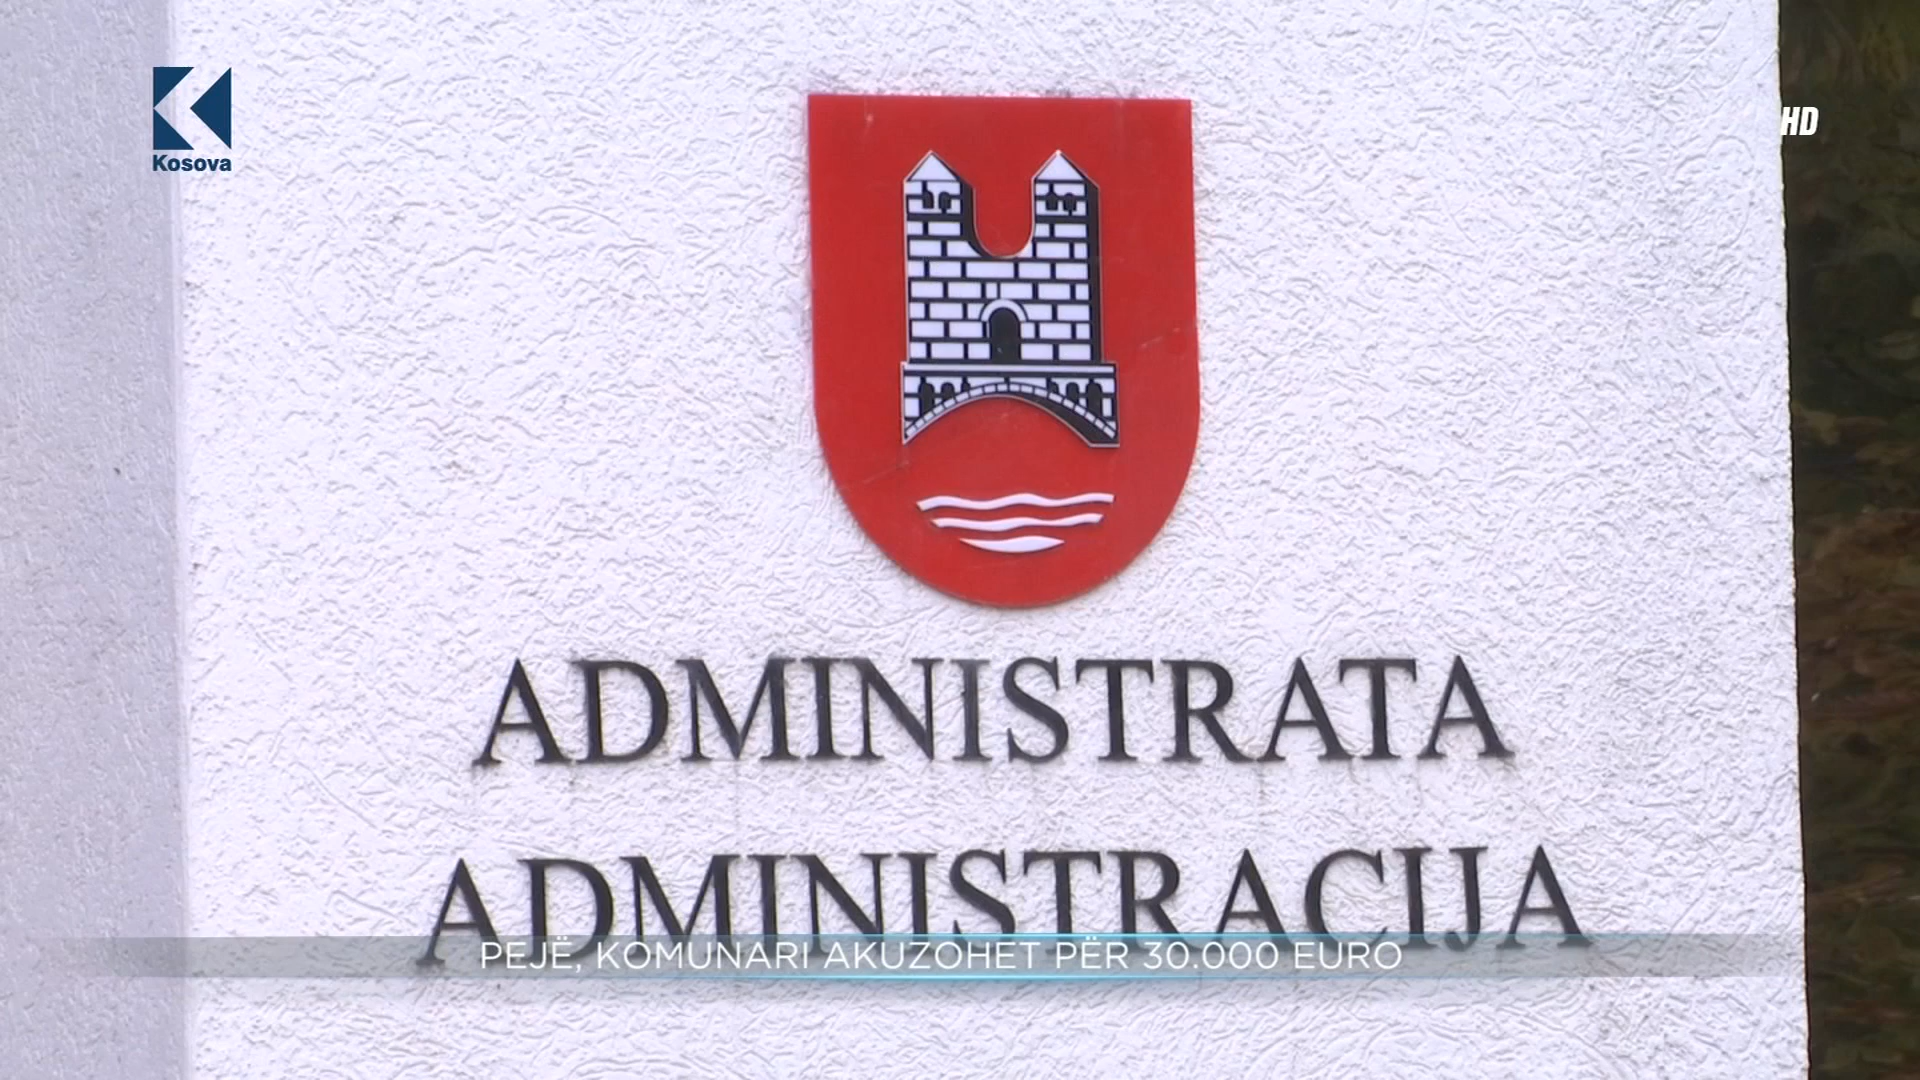 Kosova
HD
ADMINISTRATA
ADMINISTRACIJA
PEJË, KOMUNARI AKUZOHET PËR 30.000 EURO